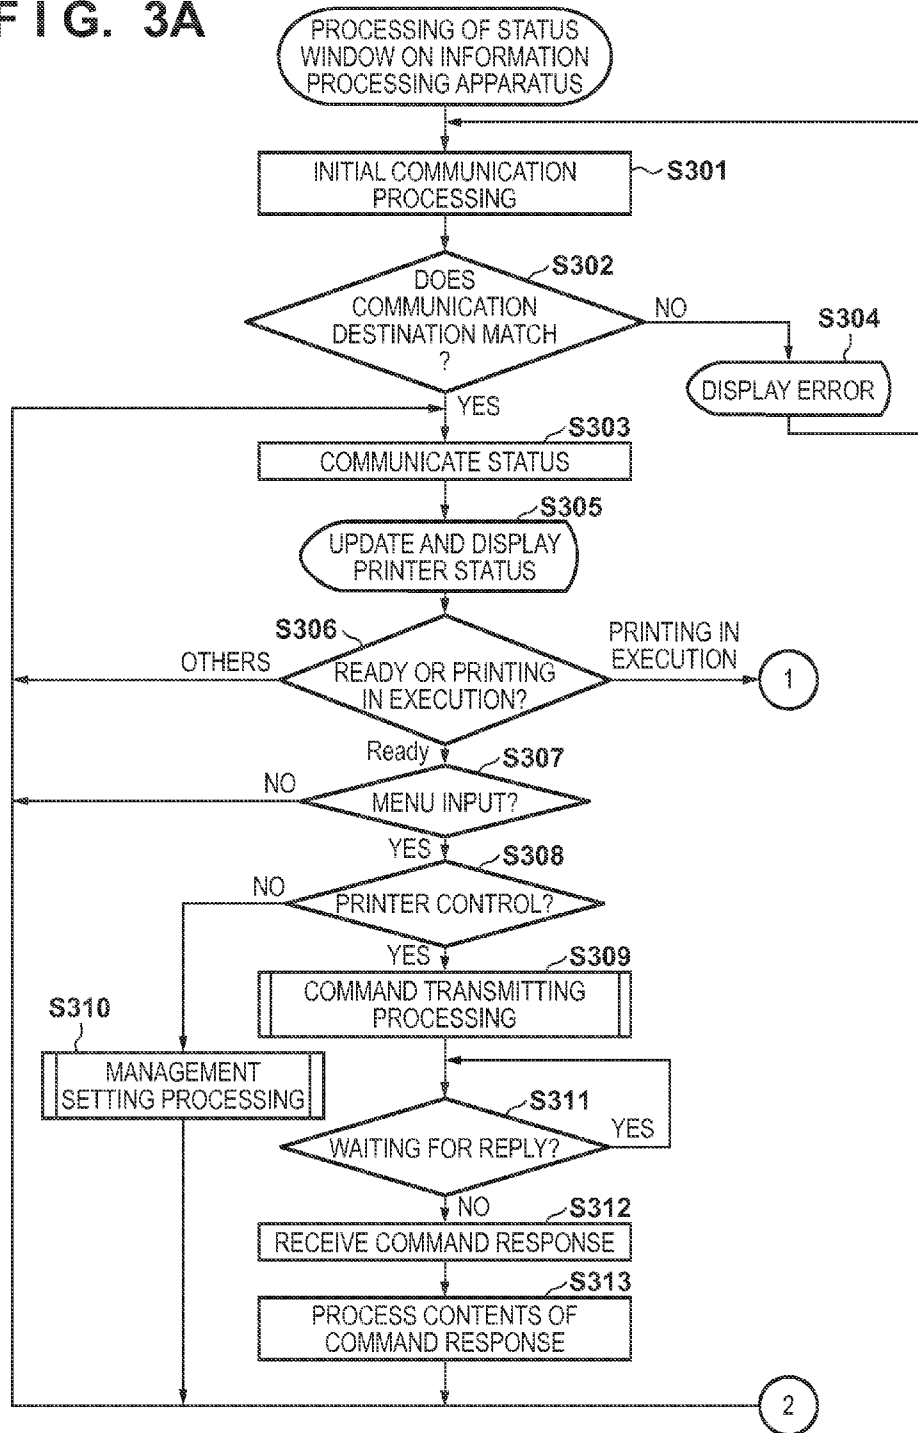 FIG. 3A
PROCESSING OF STATUS
WINDOW ON INFORMATION
PROCESSING APPARATUS
INITIAL COMMUNICATION
PROCESSING
S301
S302
DOES
COMMUNICATION
DESTINATION MATCH
?
NO
S304
DISPLAY ERROR
YES
S303
COMMUNICATE STATUS
S305
UPDATE AND DISPLAY
PRINTER STATUS
S306
OTHERS
READY OR PRINTING
IN EXECUTION?
PRINTING IN
EXECUTION
1
Ready
S307
NO
MENU INPUT?
YES
S308
NO
PRINTER CONTROL?
YES
S309
COMMAND TRANSMITTING
PROCESSING
S310
MANAGEMENT
SETTING PROCESSING
S311
WAITING FOR REPLY?
YES
NO
S312
RECEIVE COMMAND RESPONSE
S313
PROCESS CONTENTS OF
COMMAND RESPONSE
2